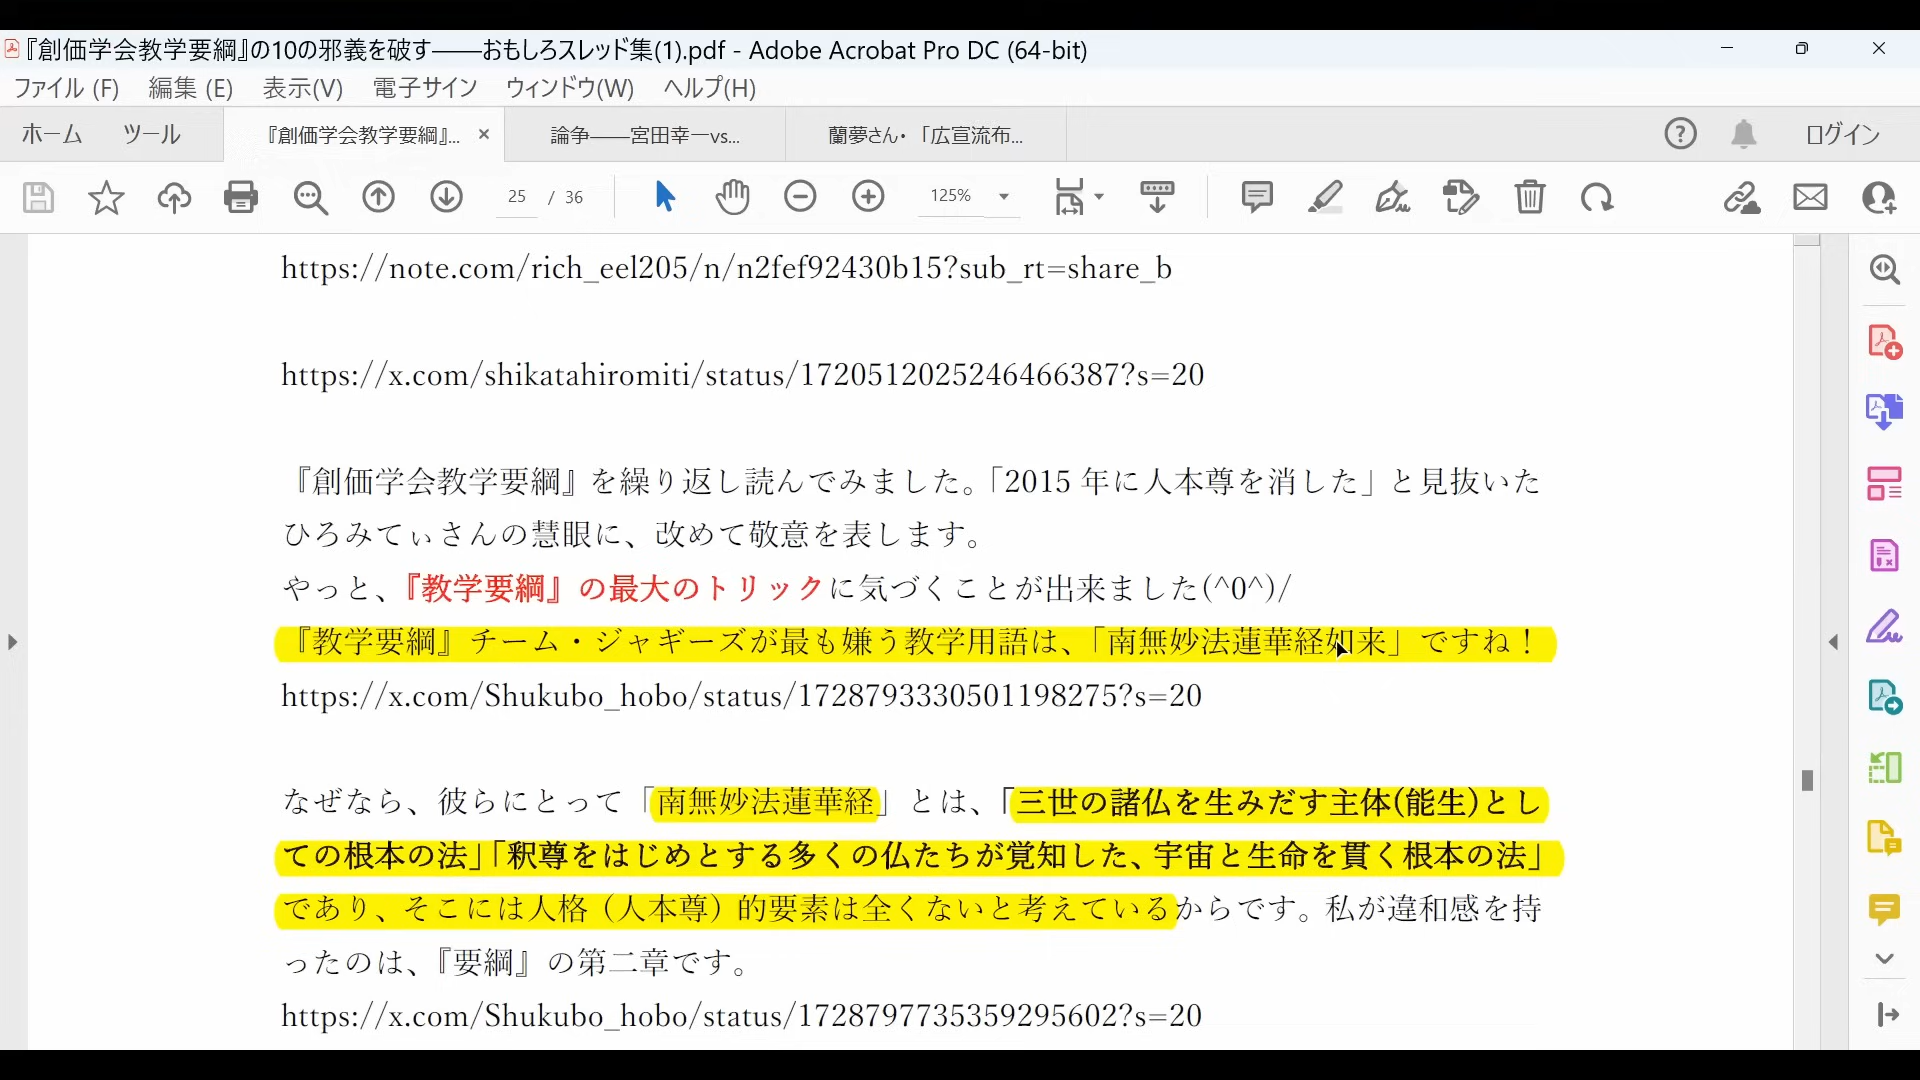 『創価学会教学要綱』の10の邪義を破す――おもしろスレッド集(1).pdf - Adobe Acrobat Pro DC (64-bit)
ファイル (F) 編集 (E) 表示(V) 電子サイン ウィンドウ(W) ヘルプ(H)
ホーム ツール 『創価学会教学要綱』... × 論争――宮田幸一vs... 蘭夢さん・「広宣流布... ログイン
25 / 36 125%
https://note.com/rich_eel205/n/n2fef92430b15?sub_rt=share_b
https://x.com/shikatahiromiti/status/1720512025246466387?s=20
『創価学会教学要綱』を繰り返し読んでみました。「2015 年に人本尊を消した」と見抜いた
ひろみてぃさんの慧眼に、改めて敬意を表します。
やっと、『教学要綱』の最大のトリックに気づくことが出来ました(^0^)/
『教学要綱』チーム・ジャギーズが最も嫌う教学用語は、「南無妙法蓮華経如来」ですね！
https://x.com/Shukubo_hobo/status/1728793330501198275?s=20
なぜなら、彼らにとって「南無妙法蓮華経」とは、「三世の諸仏を生みだす主体(能生)とし
ての根本の法」「釈尊をはじめとする多くの仏たちが覚知した、宇宙と生命を貫く根本の法」
であり、そこには人格（人本尊）的要素は全くないと考えているからです。私が違和感を持
ったのは、『要綱』の第二章です。
https://x.com/Shukubo_hobo/status/1728797735359295602?s=20